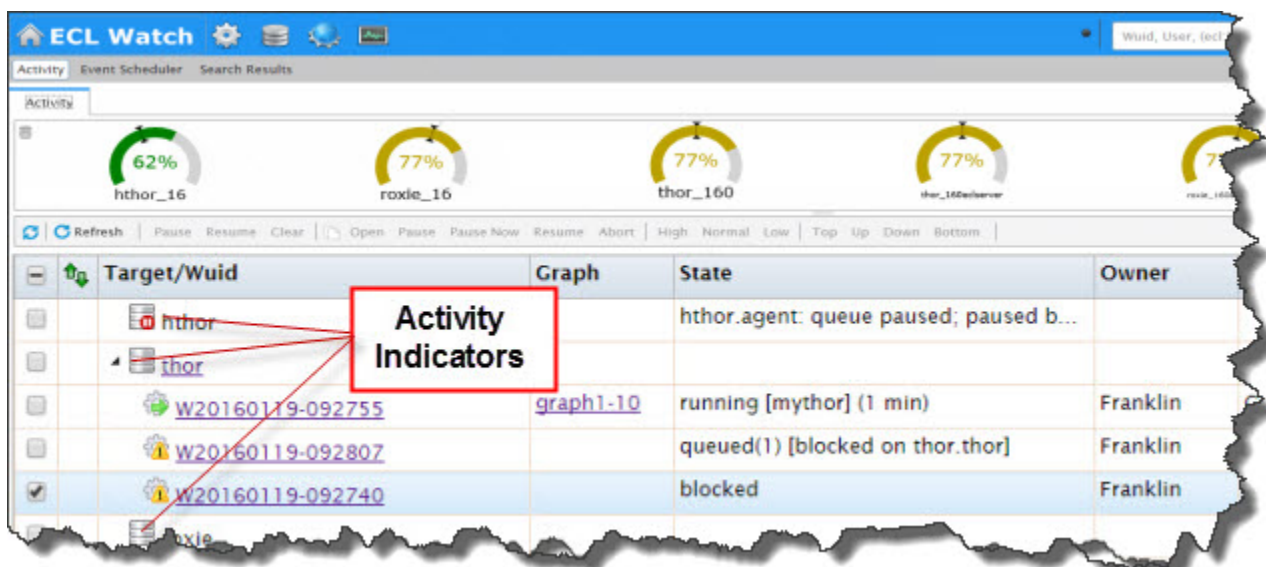 ECL Watch
Wuid, User, (ecl
Activity Event Scheduler Search Results
Activity
62% 77% 77% 77%
hthor_16 roxie_16 thor_160 thor_160eclserver
Refresh Pause Resume Clear Open Pause Pause Now Resume Abort High Normal Low Top Up Down Bottom
Target/Wuid Graph State Owner
Activity
Indicators
hthor hthor.agent: queue paused; paused b...
thor
W20160119-092755 graph1-10 running [mythor] (1 min) Franklin
W20160119-092807 queued(1) [blocked on thor.thor] Franklin
W20160119-092740 blocked Franklin
roxie